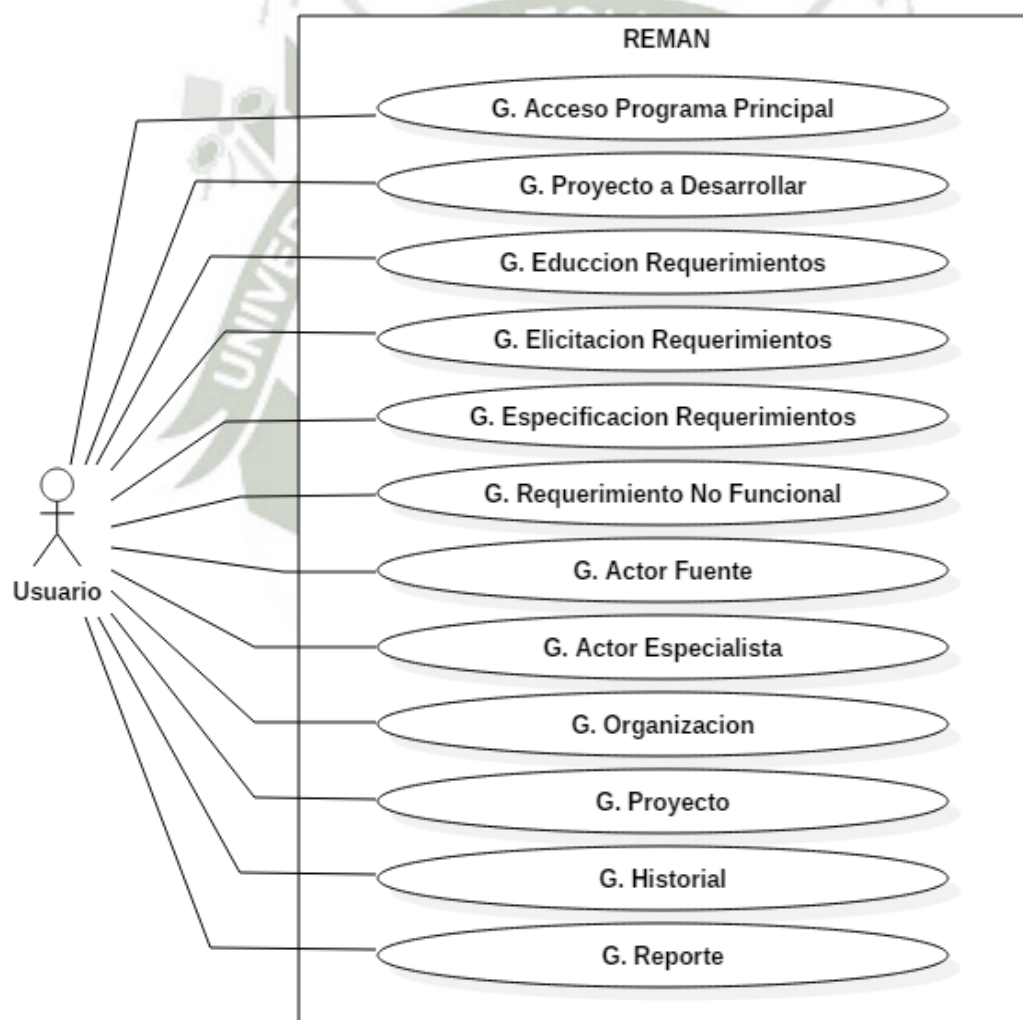 REMAN
G. Acceso Programa Principal
G. Proyecto a Desarrollar
G. Educcion Requerimientos
G. Elicitacion Requerimientos
G. Especificacion Requerimientos
G. Requerimiento No Funcional
G. Actor Fuente
Usuario
G. Actor Especialista
G. Organizacion
G. Proyecto
G. Historial
G. Reporte